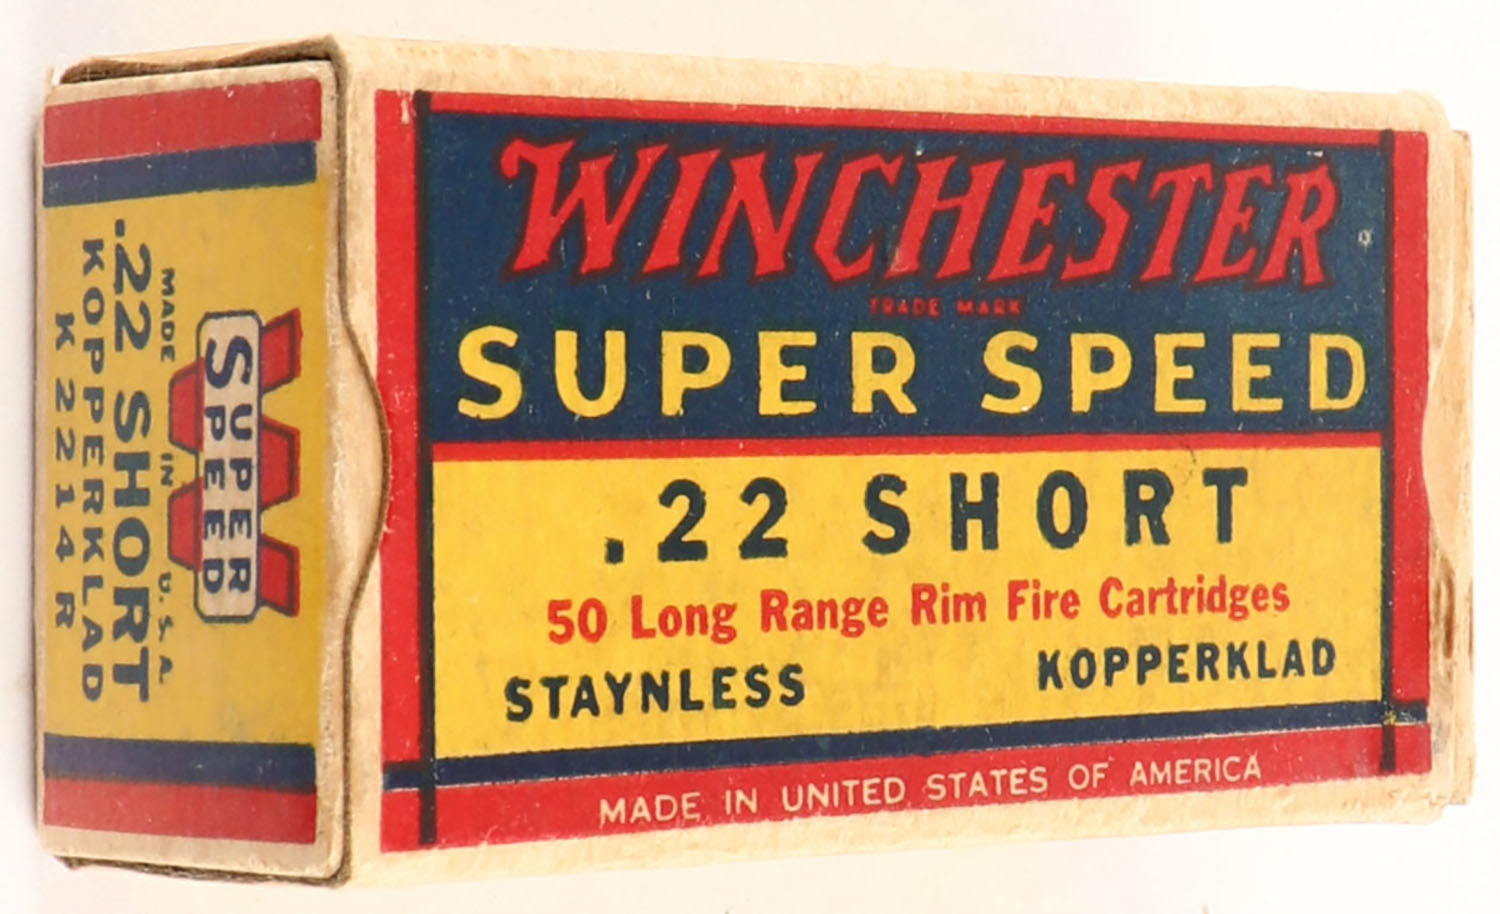 WINCHESTER
TRADE MARK
SUPER SPEED
.22 SHORT
50 Long Range Rim Fire Cartridges
STAYNLESS KOPPERKLAD
MADE IN UNITED STATES OF AMERICA
SUPER
SPEED
MADE IN U.S.A.
.22 SHORT
KOPPERKLAD
K2214R